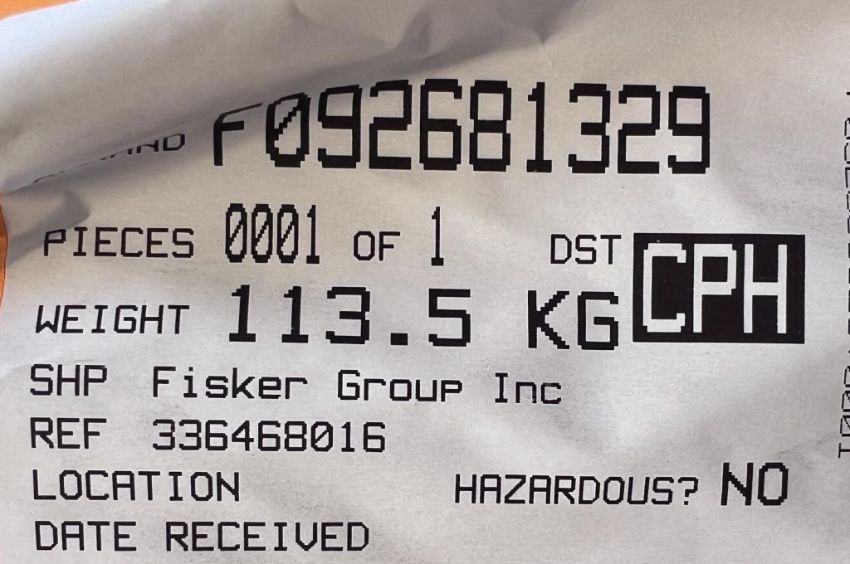 F092681329
PIECES 0001 OF 1 DST CPH
WEIGHT 113.5 KG
SHP Fisker Group Inc
REF 336468016
LOCATION HAZARDOUS? NO
DATE RECEIVED